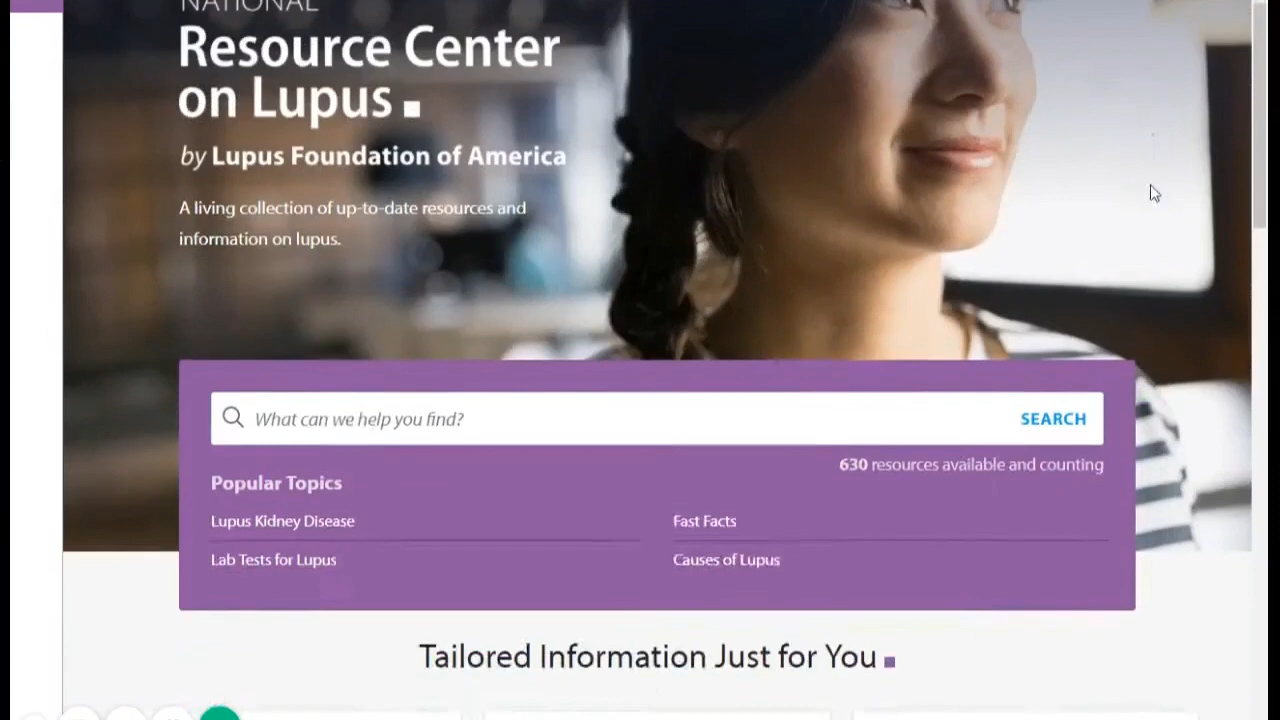 NATIONAL
Resource Center
on Lupus
by Lupus Foundation of America
A living collection of up-to-date resources and
information on lupus.
What can we help you find?
SEARCH
630 resources available and counting
Popular Topics
Lupus Kidney Disease
Fast Facts
Lab Tests for Lupus
Causes of Lupus
Tailored Information Just for You